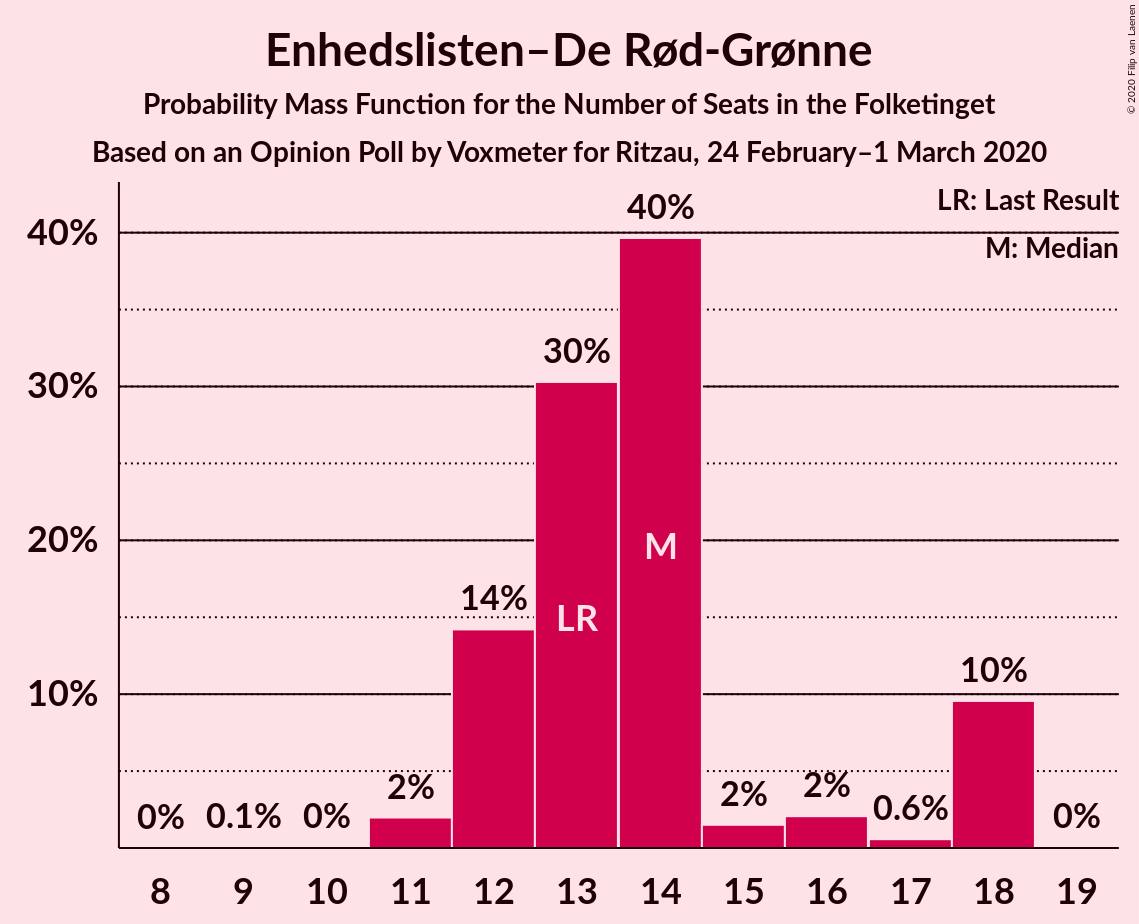 Enhedslisten–De Rød-Grønne
Probability Mass Function for the Number of Seats in the Folketinget
Based on an Opinion Poll by Voxmeter for Ritzau, 24 February–1 March 2020
© 2020 Filip van Laenen
LR: Last Result
M: Median
40%
30%
20%
10%
0%
0.1%
0%
2%
14%
30%
40%
2%
2%
0.6%
10%
0%
LR
M
8 9 10 11 12 13 14 15 16 17 18 19